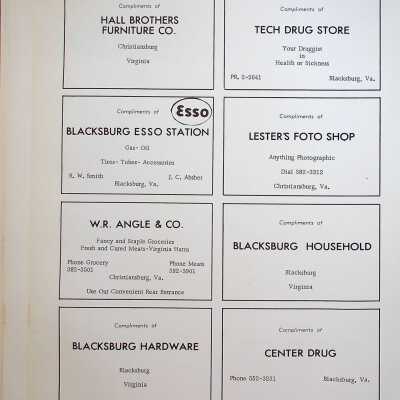 Compliments of
HALL BROTHERS
FURNITURE CO.
Christiansburg
Virginia
Compliments of
TECH DRUG STORE
Your Druggist
in
Health or Sickness
PR. 2-3641 Blacksburg, Va.
Compliments of Esso
BLACKSBURG ESSO STATION
Gas- Oil
Tires- Tubes- Accessories
R. W. Smith J. C. Absher
Blacksburg, Va.
Compliments of
LESTER'S FOTO SHOP
Anything Photographic
Dial 382-3312
Christiansburg, Va.
W.R. ANGLE & CO.
Fancy and Staple Groceries
Fresh and Cured Meats-Virginia Hams
Phone Grocery Phone Meats
382-3501 382-3901
Christiansburg, Va.
Use Our Convenient Rear Entrance
Compliments of
BLACKSBURG HOUSEHOLD
Blacksburg
Virginia
Compliments of
BLACKSBURG HARDWARE
Blacksburg
Virginia
Compliments of
CENTER DRUG
Phone 552-3231 Blacksburg, Va.